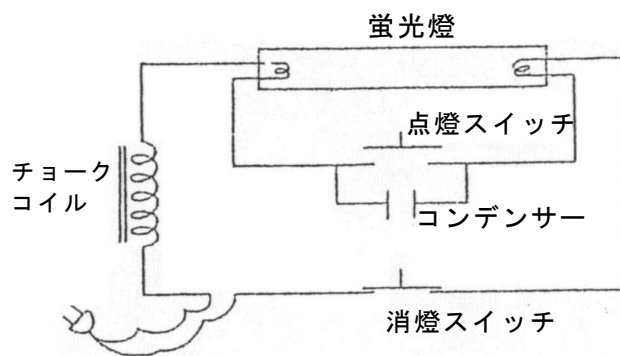 蛍光燈
点燈スイッチ
チョーク
コイル
コンデンサー
消燈スイッチ